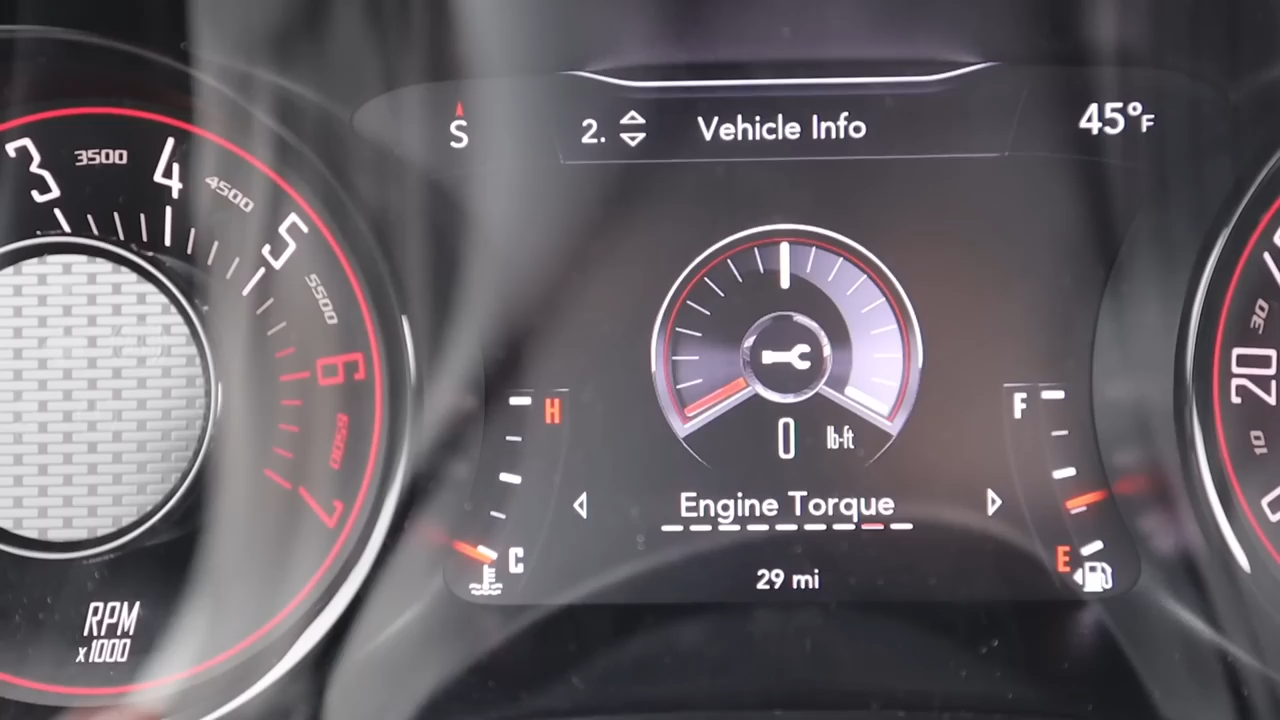 S
2.
Vehicle Info
45°F
3
3500
4
4500
5
5500
6
6500
7
RPM
x1000
H
C
0 lb-ft
Engine Torque
29 mi
F
E
30
20
10